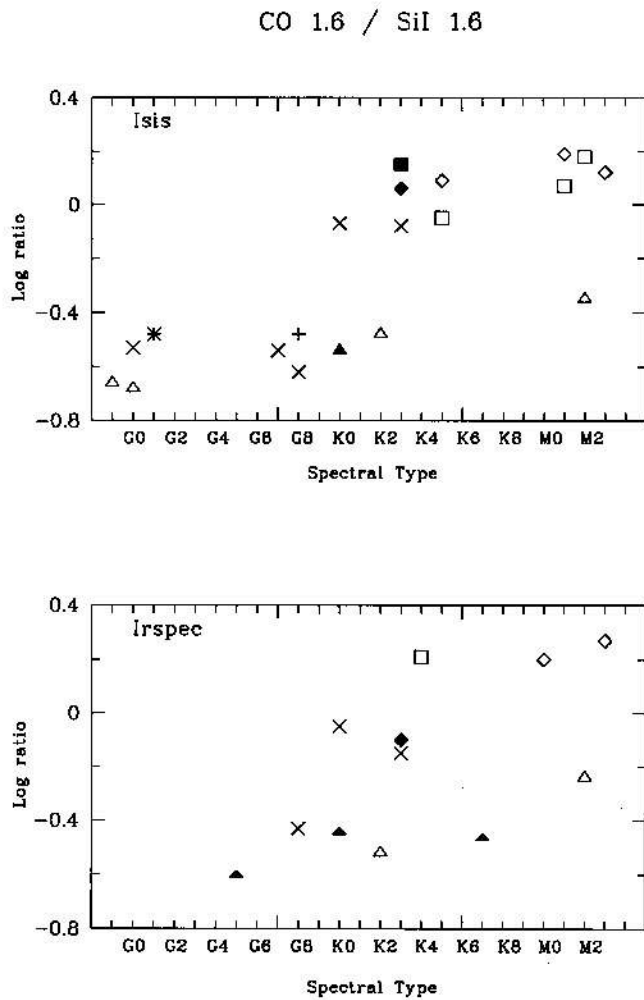 CO 1.6 / SiI 1.6
0.4
Isis
0
Log ratio
-0.4
-0.8
G0 G2 G4 G6 G8 K0 K2 K4 K6 K8 M0 M2
Spectral Type
0.4
Irspec
0
Log ratio
-0.4
-0.8
G0 G2 G4 G6 G8 K0 K2 K4 K6 K8 M0 M2
Spectral Type